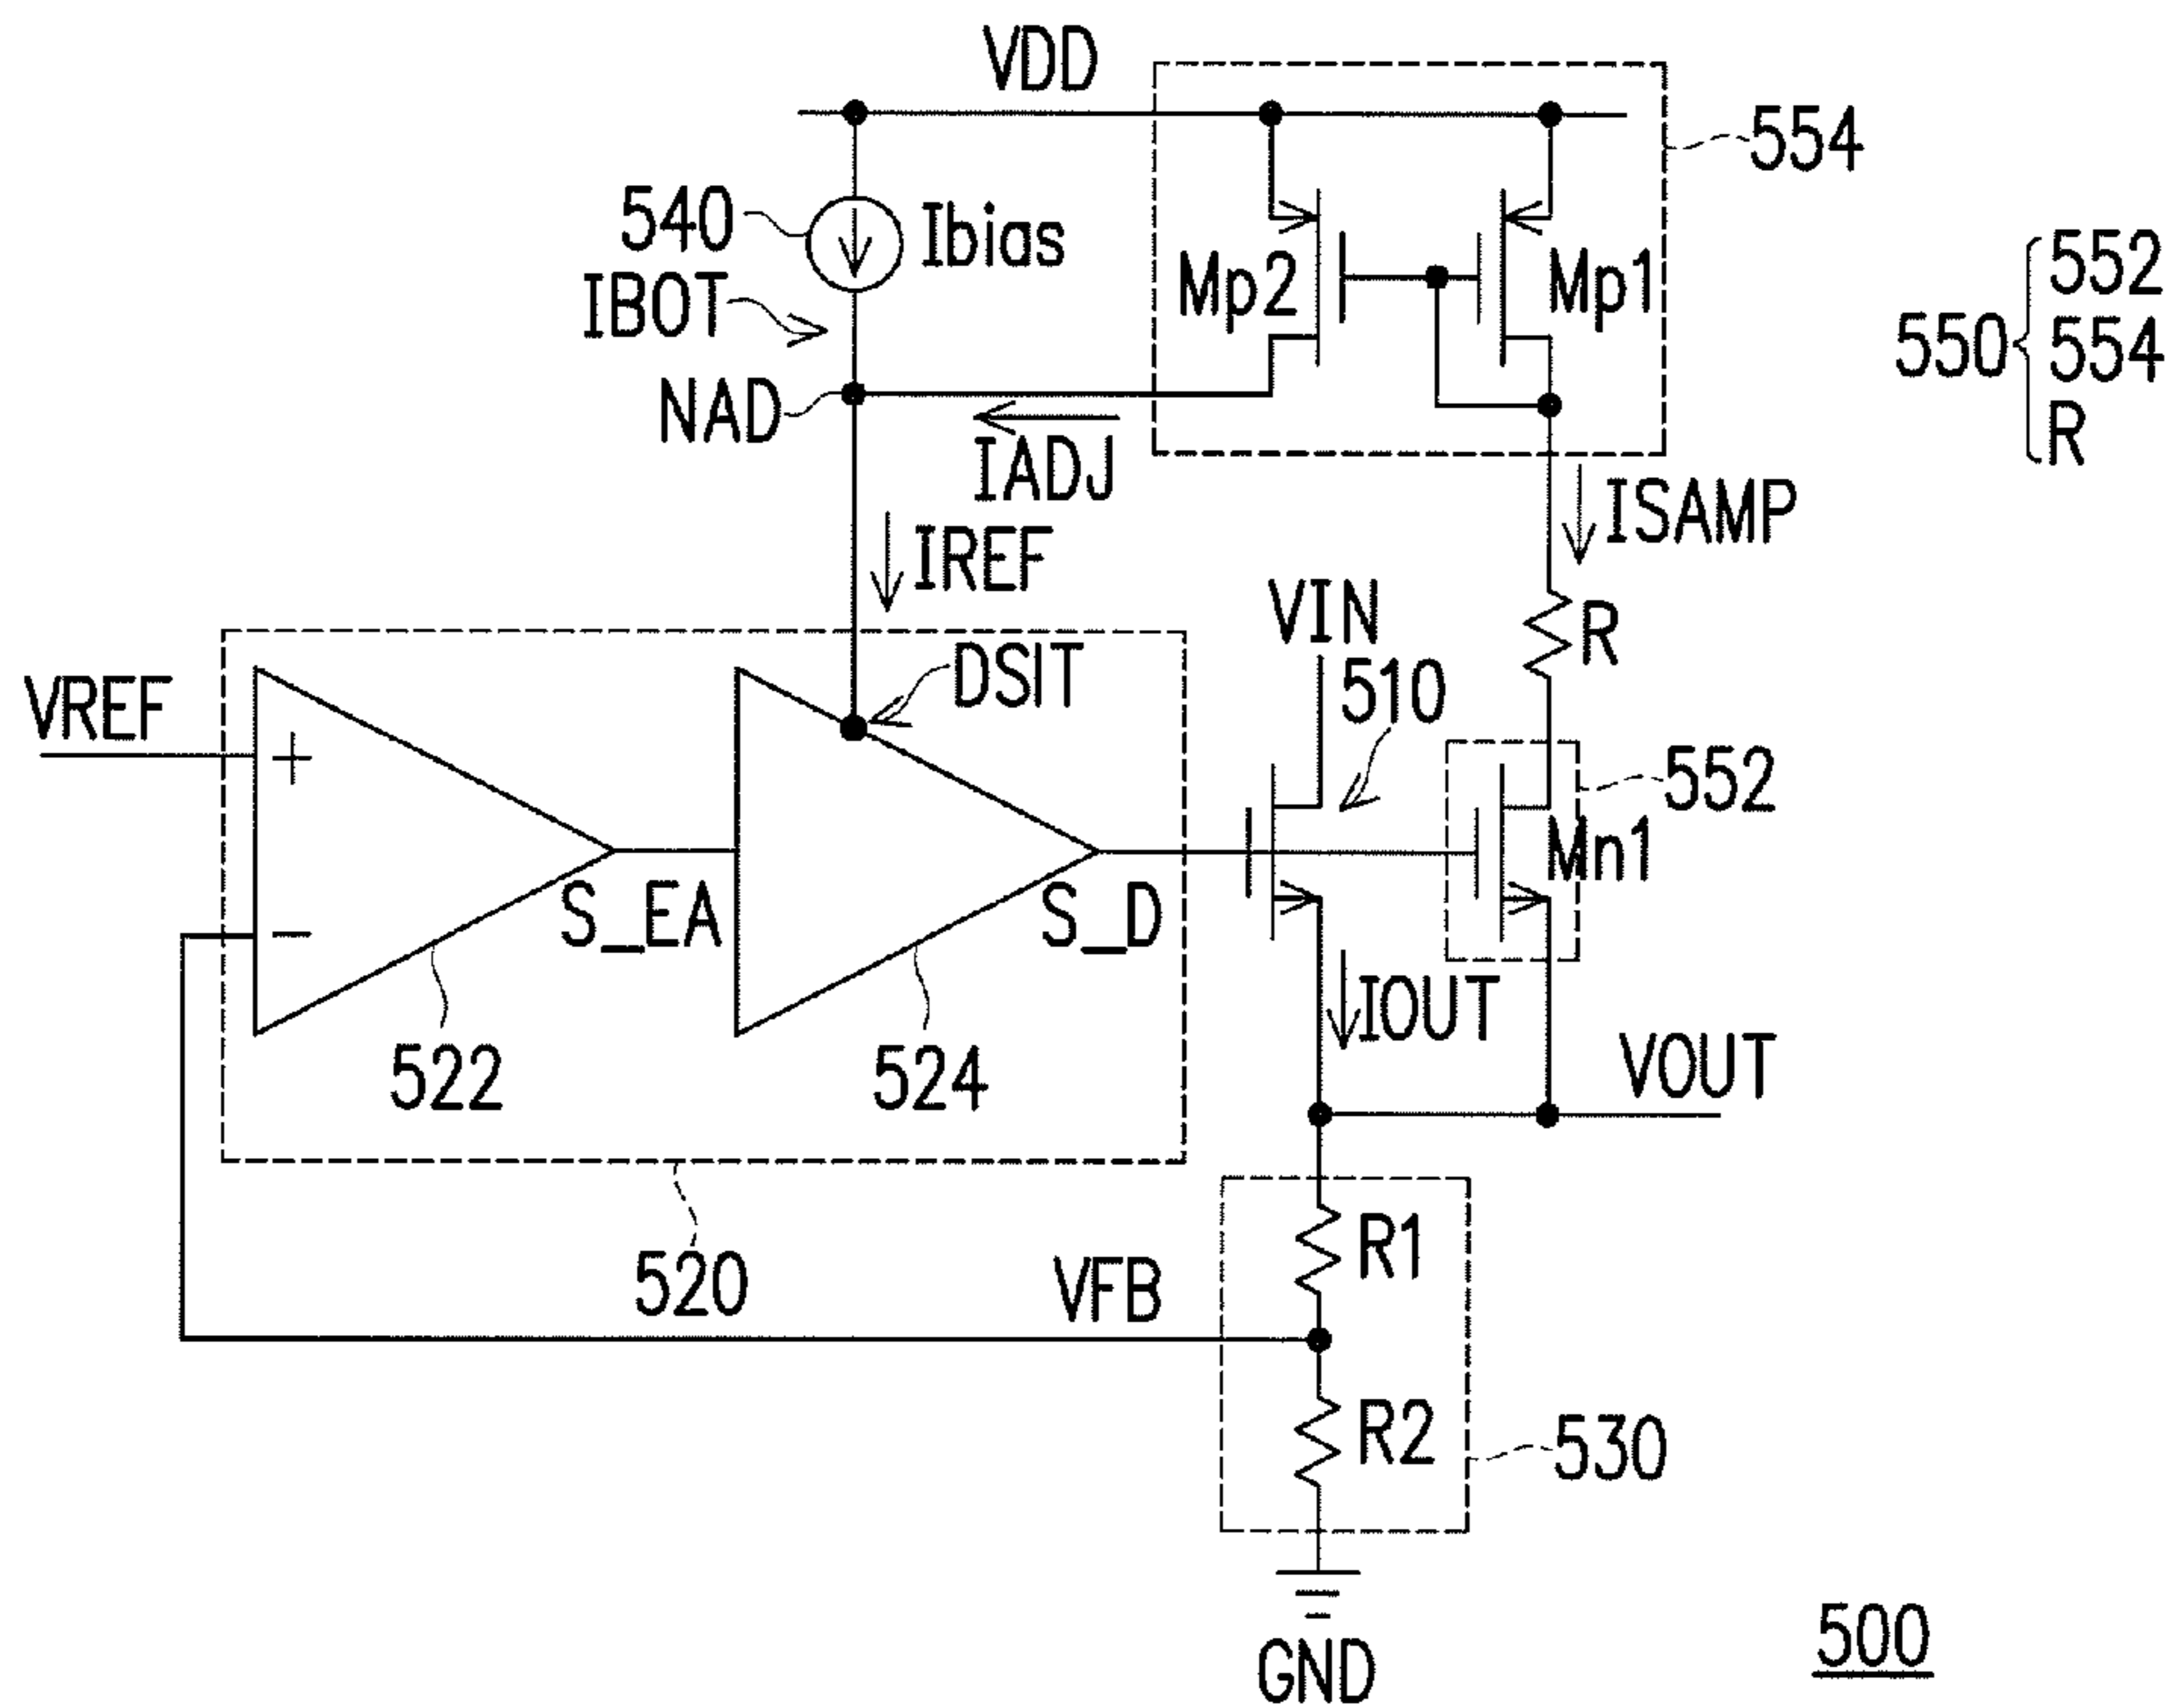 VDD
554
540
Ibias
Mp2
Mp1
552
550
554
R
IBOT
NAD
IADJ
ISAMP
IREF
VIN
R
DSIT
510
VREF
+
552
Mn1
−
S_EA
S_D
IOUT
522
524
VOUT
R1
520
VFB
R2
530
GND
500